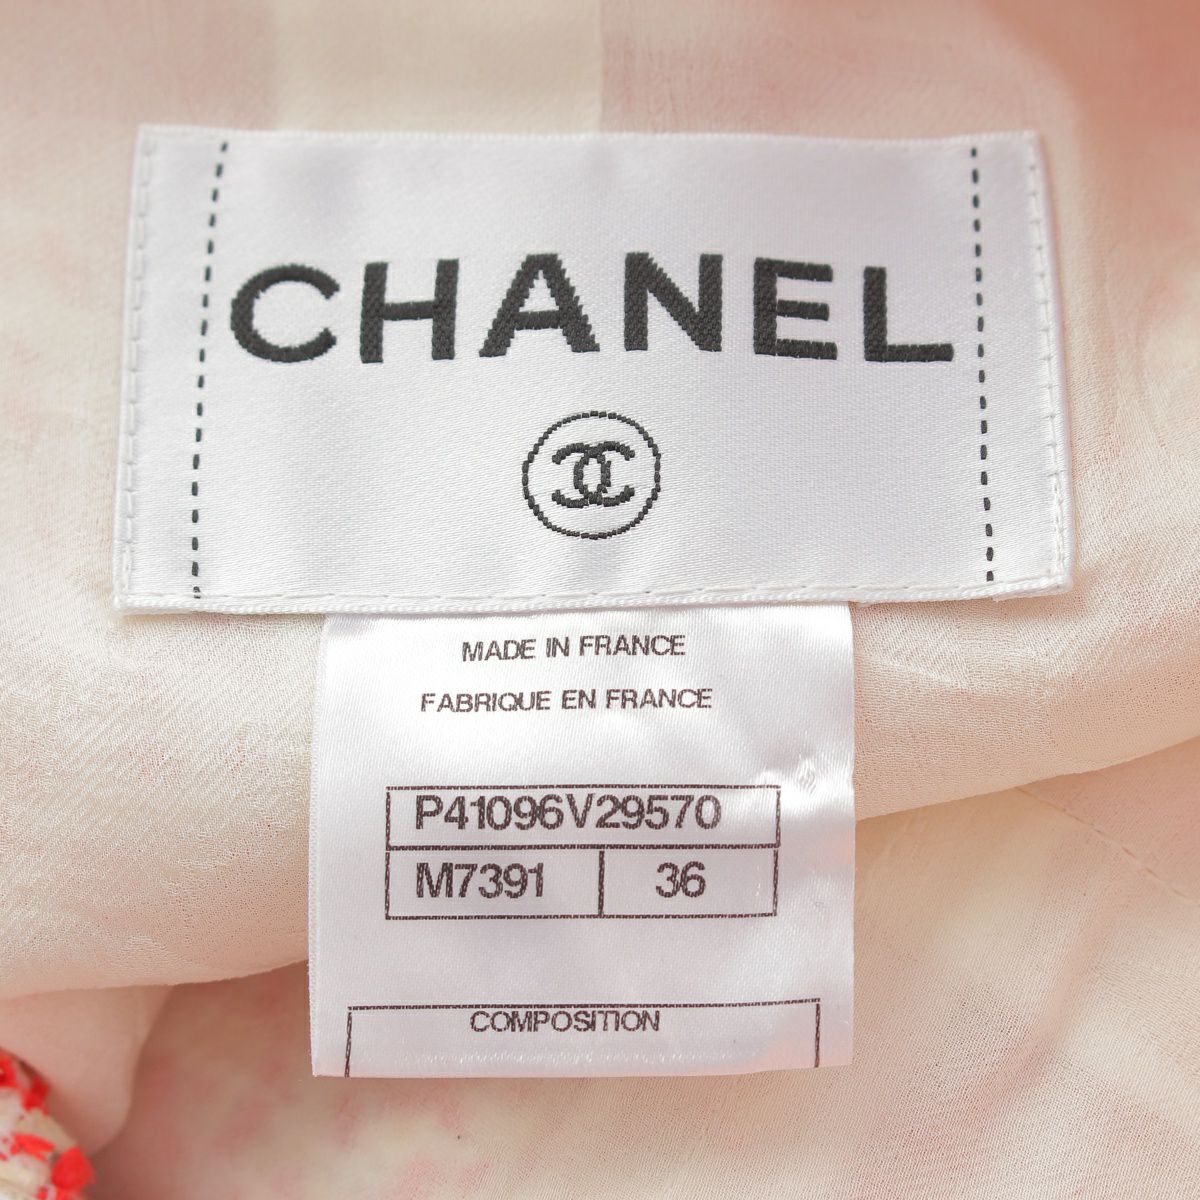 CHANEL
MADE IN FRANCE
FABRIQUE EN FRANCE
P41096V29570
M7391 36
COMPOSITION